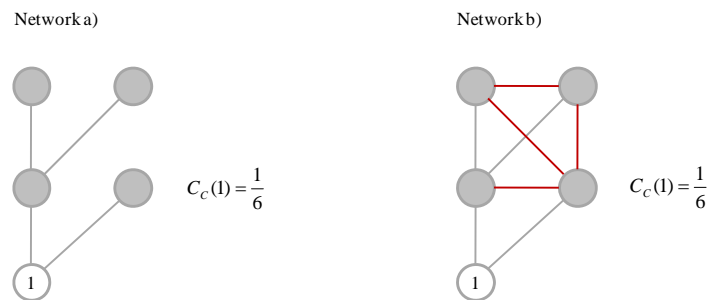 Network a)
Network b)
C_C(1) = 1/6
C_C(1) = 1/6
1
1